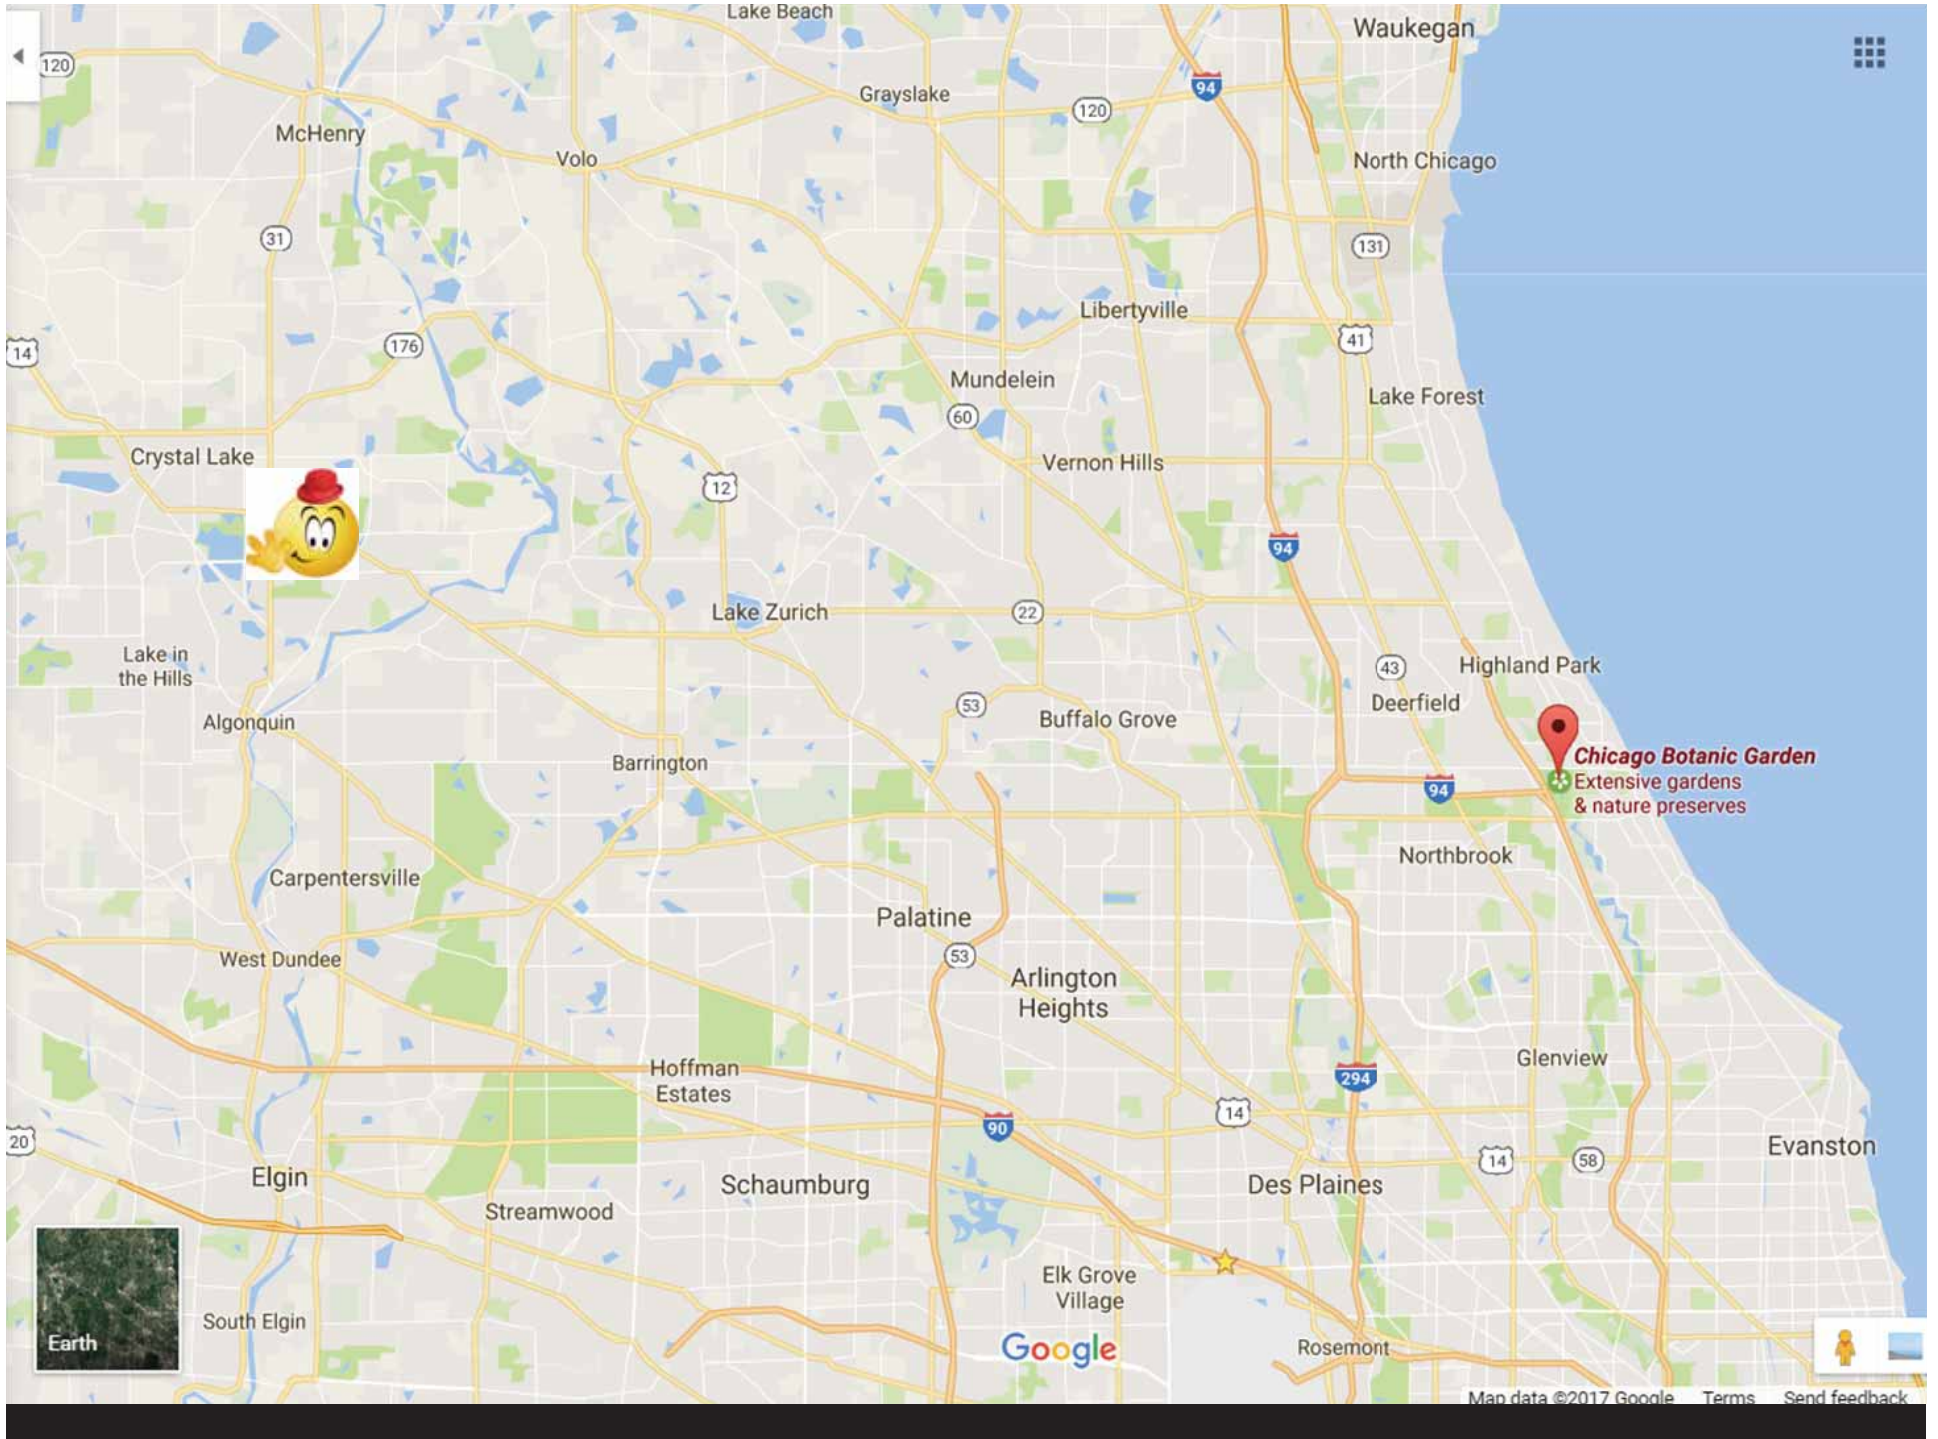 Lake Beach
Waukegan
120
94
Grayslake
120
McHenry
Volo
North Chicago
31
131
Libertyville
14
176
41
Mundelein
Lake Forest
60
Crystal Lake
Vernon Hills
12
94
Lake Zurich
22
Lake in
the Hills
43
Highland Park
Deerfield
53
Algonquin
Buffalo Grove
Barrington
Chicago Botanic Garden
Extensive gardens
& nature preserves
94
Northbrook
Carpentersville
Palatine
West Dundee
53
Arlington
Heights
Glenview
Hoffman
Estates
294
14
90
20
Evanston
14
58
Elgin
Schaumburg
Des Plaines
Streamwood
Elk Grove
Village
South Elgin
Earth
Google
Rosemont
Map data ©2017 Google Terms Send feedback